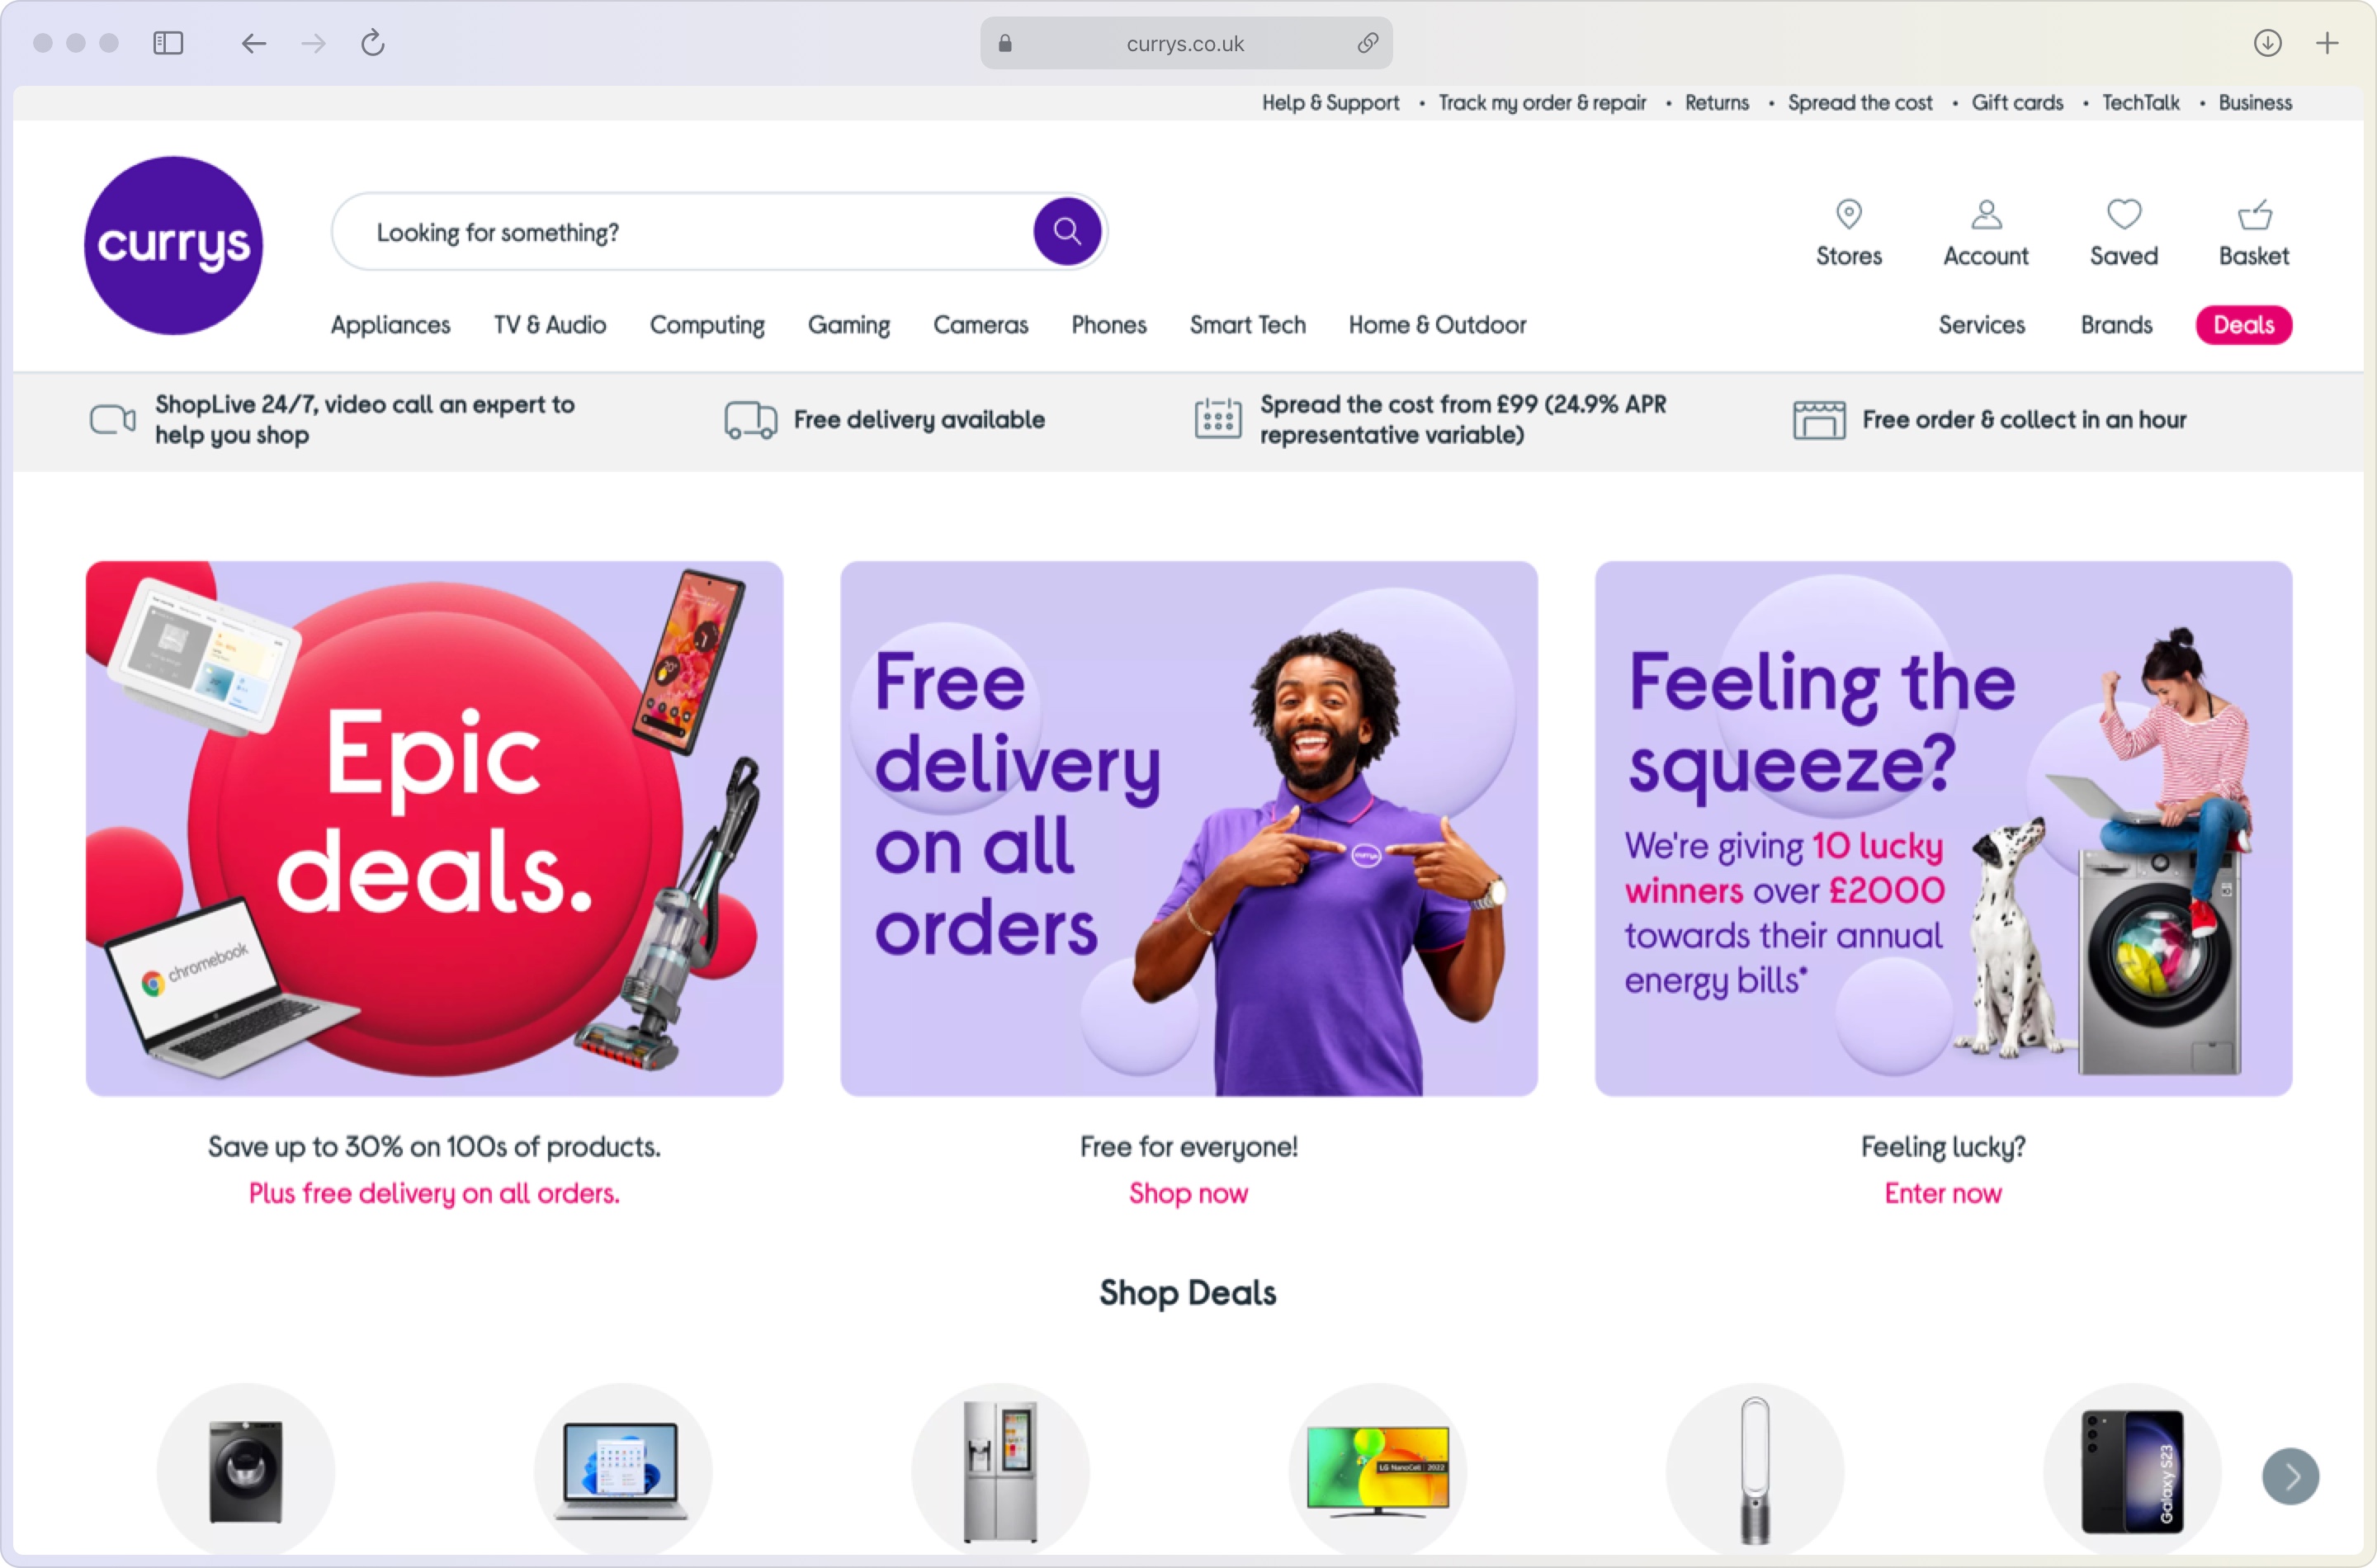 currys.co.uk
Help & Support • Track my order & repair • Returns • Spread the cost • Gift cards • TechTalk • Business
currys
Looking for something?
Stores Account Saved Basket
Appliances TV & Audio Computing Gaming Cameras Phones Smart Tech Home & Outdoor Services Brands Deals
ShopLive 24/7, video call an expert to
help you shop
Free delivery available
Spread the cost from £99 (24.9% APR
representative variable)
Free order & collect in an hour
Epic
deals.
chromebook
Free
delivery
on all
orders
currys
Feeling the
squeeze?
We're giving 10 lucky
winners over £2000
towards their annual
energy bills*
Save up to 30% on 100s of products.
Plus free delivery on all orders.
Free for everyone!
Shop now
Feeling lucky?
Enter now
Shop Deals
LG NanoCell 2022
Galaxy S23